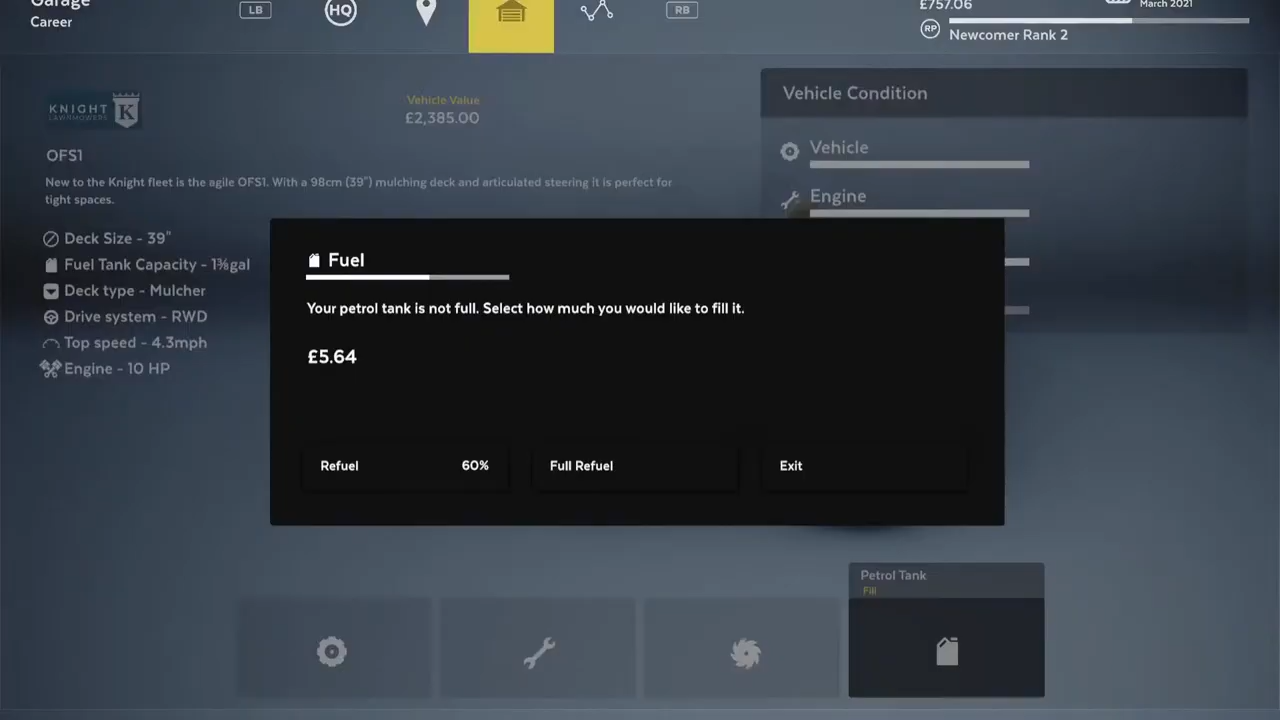 Garage
Career
LB
HQ
RB
£757.06
March 2021
RP
Newcomer Rank 2
KNIGHT
LAWNMOWERS
K
Vehicle Value
£2,385.00
Vehicle Condition
OFS1
Vehicle
New to the Knight fleet is the agile OFS1. With a 98cm (39") mulching deck and articulated steering it is perfect for
tight spaces.
Engine
Deck Size - 39"
Fuel Tank Capacity - 1⅜gal
Deck type - Mulcher
Drive system - RWD
Top speed - 4.3mph
Engine - 10 HP
Fuel
Your petrol tank is not full. Select how much you would like to fill it.
£5.64
Refuel 60%
Full Refuel
Exit
Petrol Tank
Fill